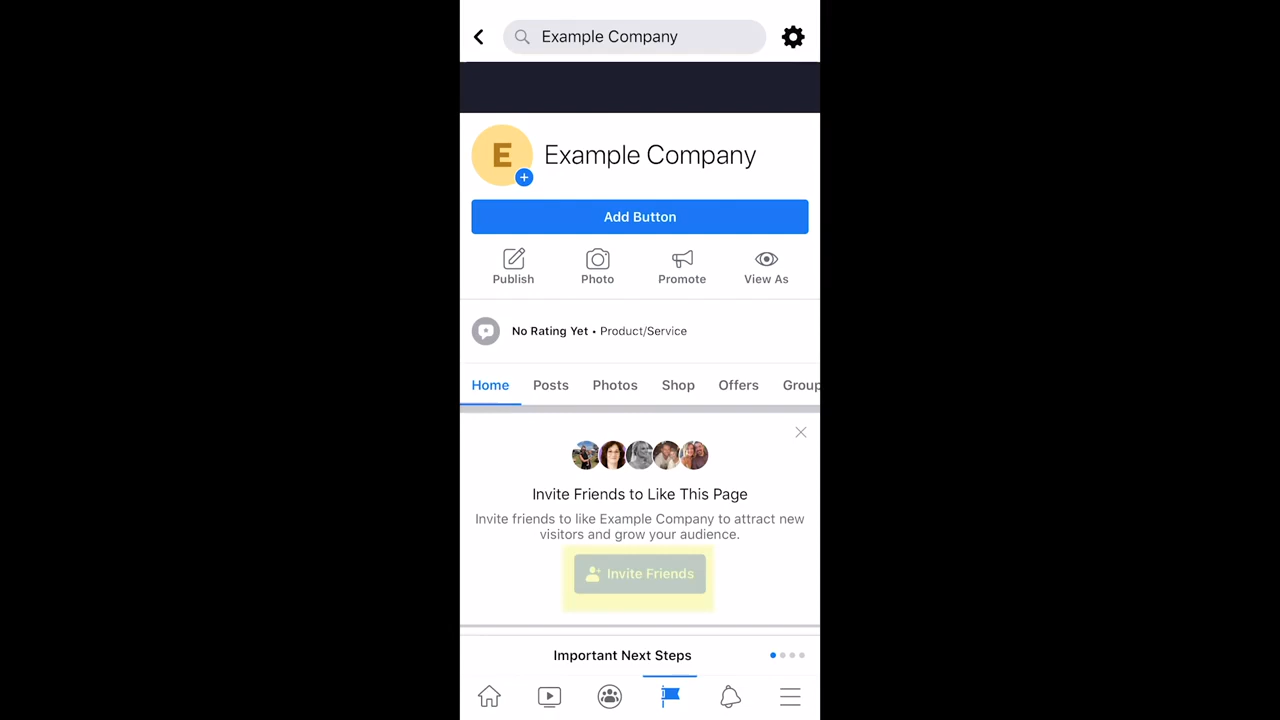 Example Company
E
Example Company
Add Button
Publish
Photo
Promote
View As
No Rating Yet • Product/Service
Home
Posts
Photos
Shop
Offers
Group
Invite Friends to Like This Page
Invite friends to like Example Company to attract new
visitors and grow your audience.
Invite Friends
Important Next Steps